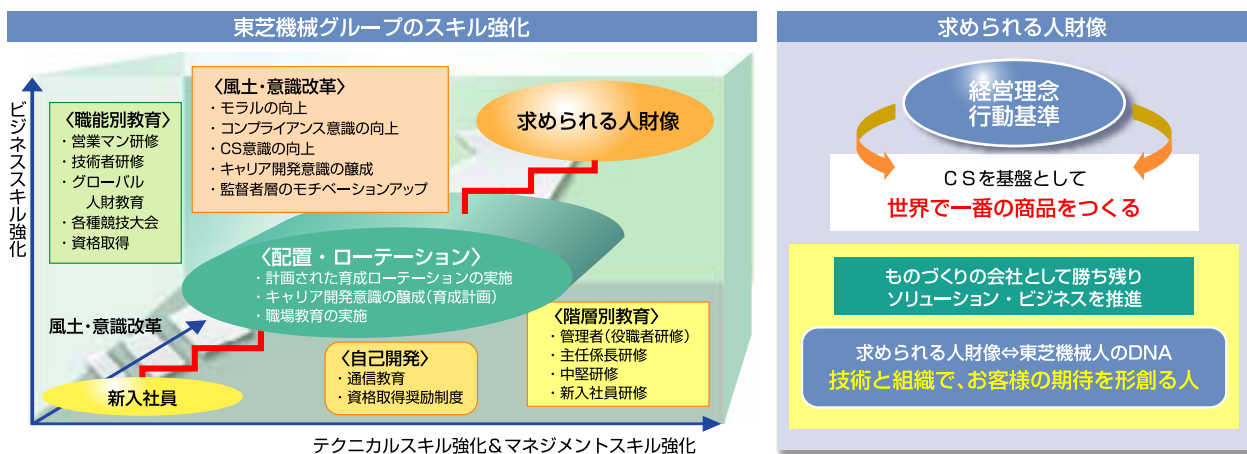 東芝機械グループのスキル強化
ビジネススキル強化
〈職能別教育〉
・営業マン研修
・技術者研修
・グローバル
人財教育
・各種競技大会
・資格取得
〈風土・意識改革〉
・モラルの向上
・コンプライアンス意識の向上
・CS意識の向上
・キャリア開発意識の醸成
・監督者層のモチベーションアップ
求められる人財像
〈配置・ローテーション〉
・計画された育成ローテーションの実施
・キャリア開発意識の醸成(育成計画)
・職場教育の実施
風土・意識改革
新入社員
〈自己開発〉
・通信教育
・資格取得奨励制度
〈階層別教育〉
・管理者(役職者研修)
・主任係長研修
・中堅研修
・新入社員研修
テクニカルスキル強化&マネジメントスキル強化
求められる人財像
経営理念
行動基準
CSを基盤として
世界で一番の商品をつくる
ものづくりの会社として勝ち残り
ソリューション・ビジネスを推進
求められる人財像⇔東芝機械人のDNA
技術と組織で、お客様の期待を形創る人